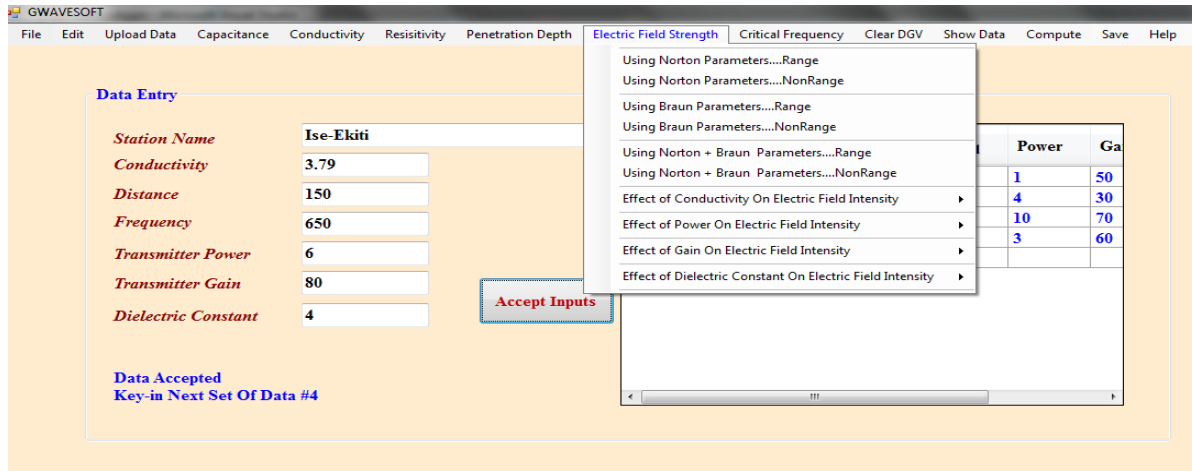 GWAVESOFT
File Edit Upload Data Capacitance Conductivity Resisitivity Penetration Depth Electric Field Strength Critical Frequency Clear DGV Show Data Compute Save Help
Using Norton Parameters....Range
Using Norton Parameters....NonRange
Using Braun Parameters....Range
Using Braun Parameters....NonRange
Using Norton + Braun Parameters....Range
Using Norton + Braun Parameters....NonRange
Effect of Conductivity On Electric Field Intensity
Effect of Power On Electric Field Intensity
Effect of Gain On Electric Field Intensity
Effect of Dielectric Constant On Electric Field Intensity
Data Entry
Station Name Ise-Ekiti
Conductivity 3.79
Distance 150
Frequency 650
Transmitter Power 6
Transmitter Gain 80
Dielectric Constant 4
Accept Inputs
Data Accepted
Key-in Next Set Of Data #4
Power Ga
1 50
4 30
10 70
3 60